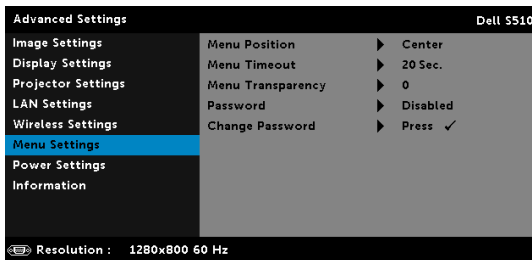 Advanced Settings Dell S510
Image Settings
Display Settings
Projector Settings
LAN Settings
Wireless Settings
Menu Settings
Power Settings
Information
Menu Position Center
Menu Timeout 20 Sec.
Menu Transparency 0
Password Disabled
Change Password Press ✓
Resolution : 1280x800 60 Hz